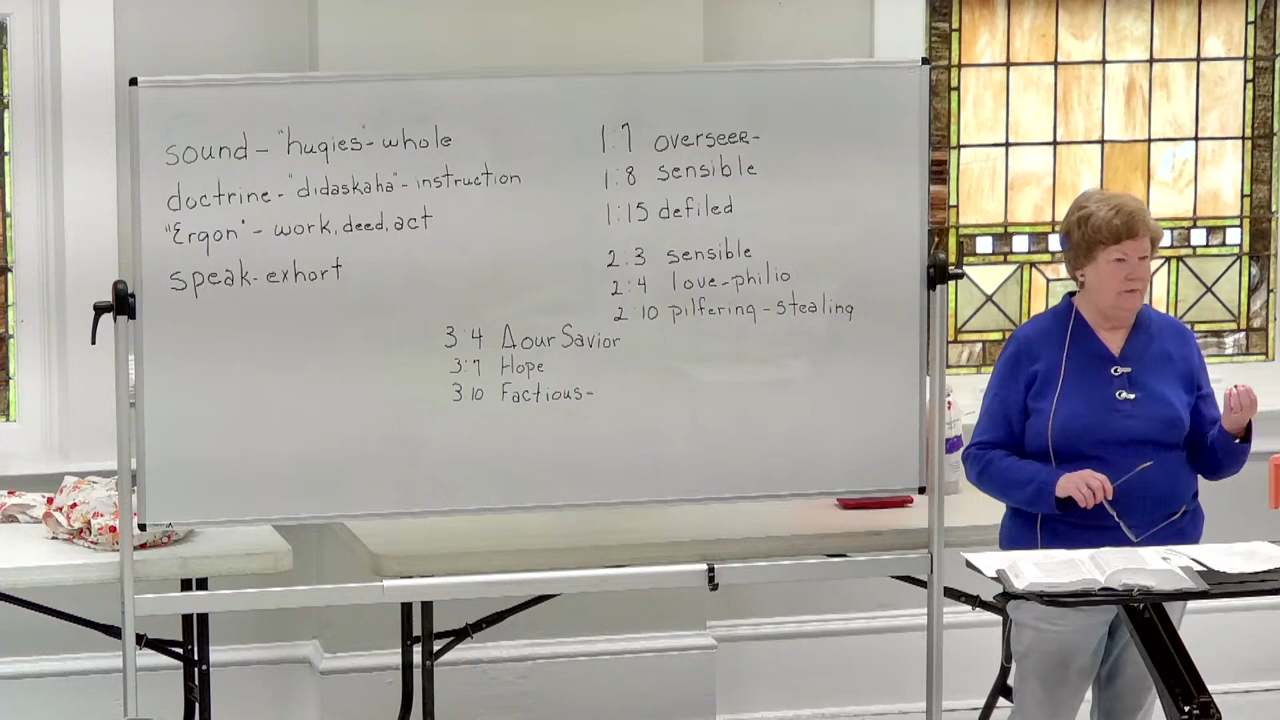 sound – "hugies" - whole
doctrine - "didaskaha" - instruction
"Ergon" - work, deed, act
speak - exhort
1:7 overseer -
1:8 sensible
1:15 defiled
2:3 sensible
2:4 love - philio
2:10 pilfering - stealing
3:4 Δ our Savior
3:7 Hope
3:10 Factious -